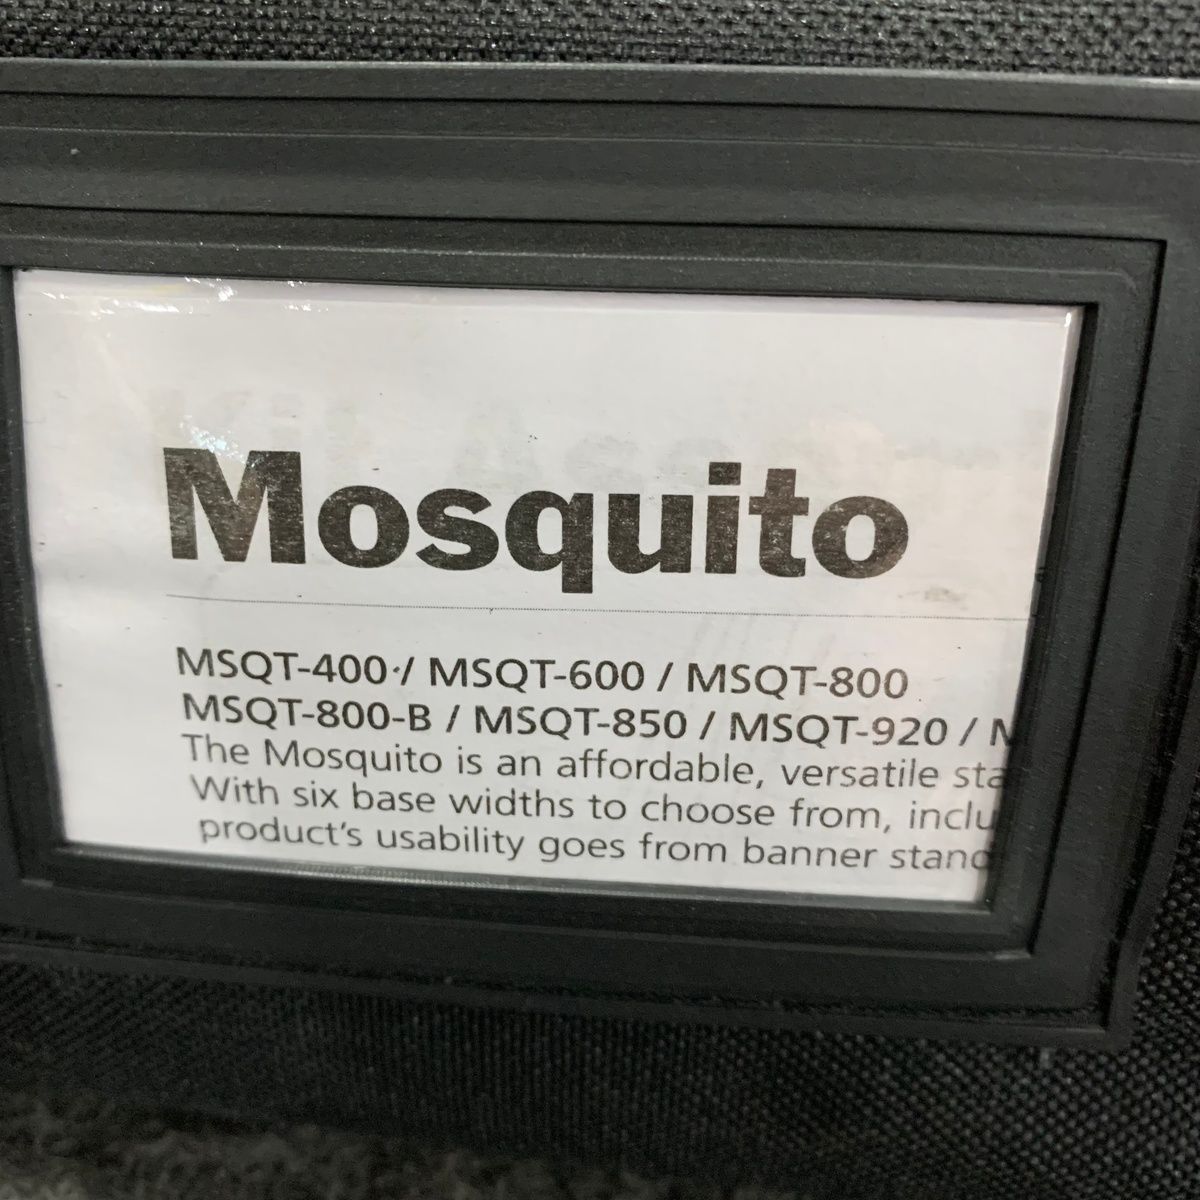 Mosquito
MSQT-400 / MSQT-600 / MSQT-800
MSQT-800-B / MSQT-850 / MSQT-920 /
The Mosquito is an affordable, versatile
With six base widths to choose from,
product's usability goes from banner